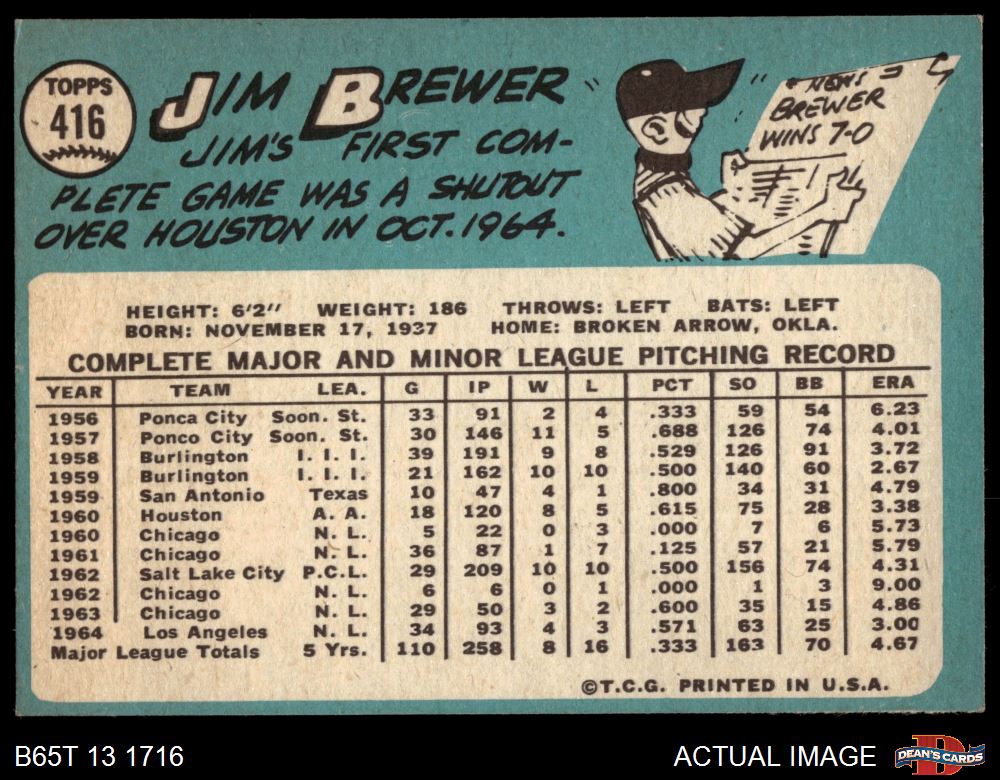 TOPPS
416
JIM BREWER
JIM'S FIRST COM-
PLETE GAME WAS A SHUTOUT
OVER HOUSTON IN OCT. 1964.
NEWS
BREWER
WINS 7-0
HEIGHT: 6'2" WEIGHT: 186 THROWS: LEFT BATS: LEFT
BORN: NOVEMBER 17, 1937 HOME: BROKEN ARROW, OKLA.
COMPLETE MAJOR AND MINOR LEAGUE PITCHING RECORD
YEAR TEAM LEA. G IP W L PCT SO BB ERA
1956 Ponca City Soon. St. 33 91 2 4 .333 59 54 6.23
1957 Ponco City Soon. St. 30 146 11 5 .688 126 74 4.01
1958 Burlington I. I. I. 39 191 9 8 .529 126 91 3.72
1959 Burlington I. I. I. 21 162 10 10 .500 140 60 2.67
1959 San Antonio Texas 10 47 4 1 .800 34 31 4.79
1960 Houston A. A. 18 120 8 5 .615 75 28 3.38
1960 Chicago N. L. 5 22 0 3 .000 7 6 5.73
1961 Chicago N. L. 36 87 1 7 .125 57 21 5.79
1962 Salt Lake City P.C.L. 29 209 10 10 .500 156 74 4.31
1962 Chicago N. L. 6 6 0 1 .000 1 3 9.00
1963 Chicago N. L. 29 50 3 2 .600 35 15 4.86
1964 Los Angeles N. L. 34 93 4 3 .571 63 25 3.00
Major League Totals 5 Yrs. 110 258 8 16 .333 163 70 4.67
©T.C.G. PRINTED IN U.S.A.
B65T 13 1716
ACTUAL IMAGE
DEAN'S CARDS